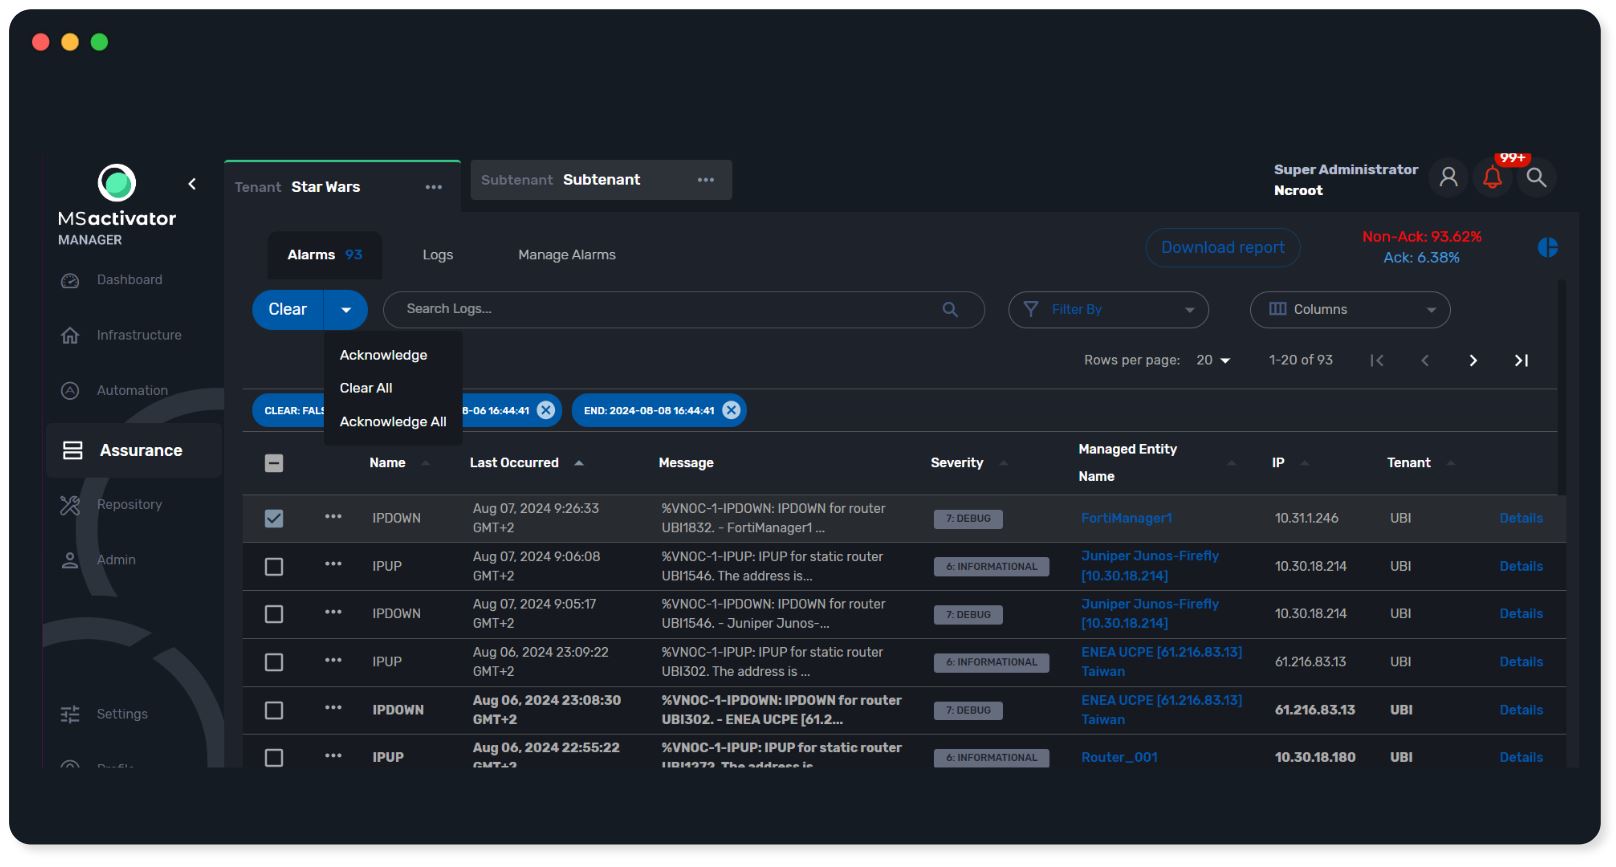 Tenant Star Wars
Subtenant Subtenant
Super Administrator
Ncroot
99+
MSactivator
MANAGER
Dashboard
Infrastructure
Automation
Assurance
Repository
Admin
Settings
Profile
Alarms 93
Logs
Manage Alarms
Download report
Non-Ack: 93.62%
Ack: 6.38%
Clear
Search Logs...
Filter By
Columns
Acknowledge
Clear All
Acknowledge All
Rows per page: 20
1-20 of 93
CLEAR: FALS
8-06 16:44:41
END: 2024-08-08 16:44:41
Name
Last Occurred
Message
Severity
Managed Entity
Name
IP
Tenant
IPDOWN
Aug 07, 2024 9:26:33
GMT+2
%VNOC-1-IPDOWN: IPDOWN for router
UBI1832. - FortiManager1 ...
7: DEBUG
FortiManager1
10.31.1.246
UBI
Details
IPUP
Aug 07, 2024 9:06:08
GMT+2
%VNOC-1-IPUP: IPUP for static router
UBI1546. The address is...
6: INFORMATIONAL
Juniper Junos-Firefly
[10.30.18.214]
10.30.18.214
UBI
Details
IPDOWN
Aug 07, 2024 9:05:17
GMT+2
%VNOC-1-IPDOWN: IPDOWN for router
UBI1546. - Juniper Junos-...
7: DEBUG
Juniper Junos-Firefly
[10.30.18.214]
10.30.18.214
UBI
Details
IPUP
Aug 06, 2024 23:09:22
GMT+2
%VNOC-1-IPUP: IPUP for static router
UBI302. The address is ...
6: INFORMATIONAL
ENEA UCPE [61.216.83.13]
Taiwan
61.216.83.13
UBI
Details
IPDOWN
Aug 06, 2024 23:08:30
GMT+2
%VNOC-1-IPDOWN: IPDOWN for router
UBI302. - ENEA UCPE [61.2...
7: DEBUG
ENEA UCPE [61.216.83.13]
Taiwan
61.216.83.13
UBI
Details
IPUP
Aug 06, 2024 22:55:22
GMT+2
%VNOC-1-IPUP: IPUP for static router
UBI1272. The address is
6: INFORMATIONAL
Router_001
10.30.18.180
UBI
Details